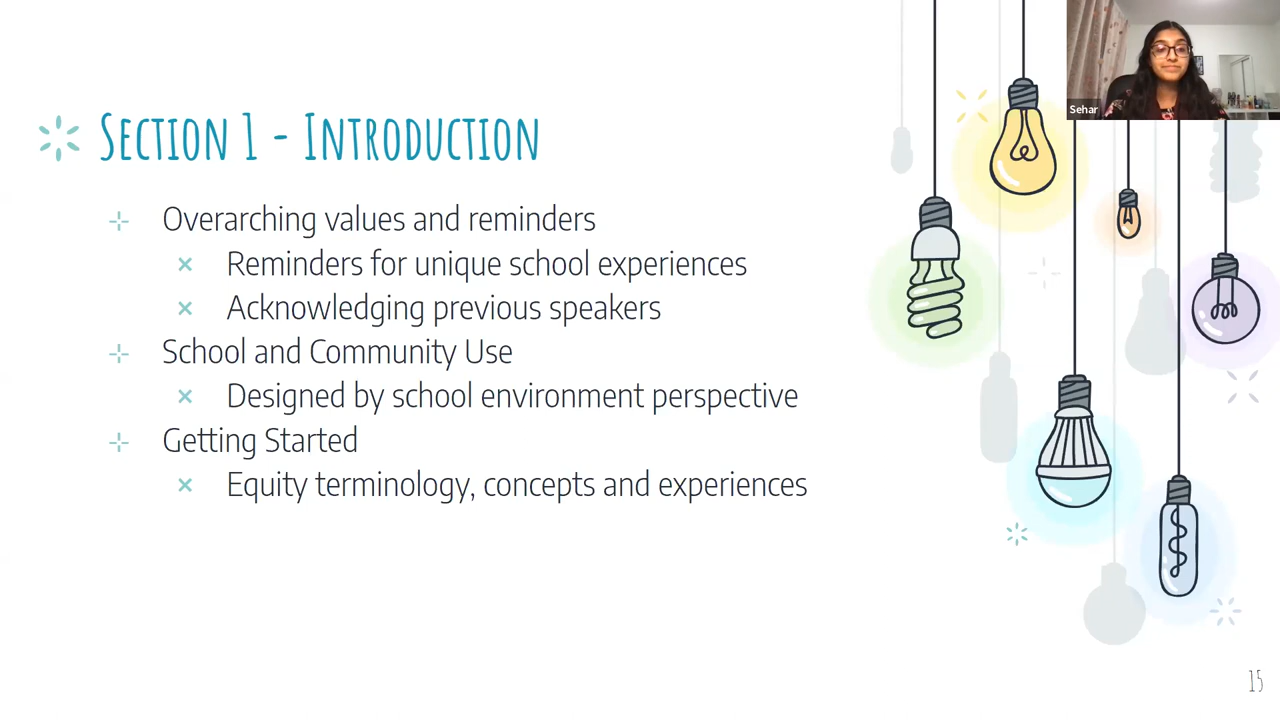 Sehar
Section 1 - Introduction
Overarching values and reminders
Reminders for unique school experiences
Acknowledging previous speakers
School and Community Use
Designed by school environment perspective
Getting Started
Equity terminology, concepts and experiences
15